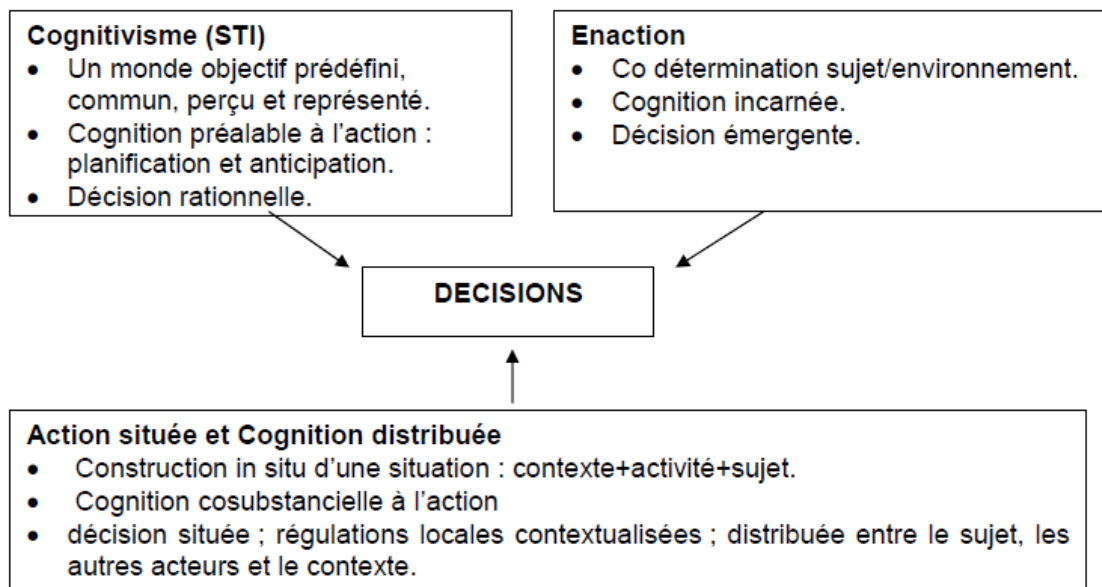 Cognitivisme (STI)
• Un monde objectif prédéfini,
commun, perçu et représenté.
• Cognition préalable à l'action :
planification et anticipation.
• Décision rationnelle.
Enaction
• Co détermination sujet/environnement.
• Cognition incarnée.
• Décision émergente.
DECISIONS
Action située et Cognition distribuée
• Construction in situ d'une situation : contexte+activité+sujet.
• Cognition cosubstancielle à l'action
• décision située ; régulations locales contextualisées ; distribuée entre le sujet, les
autres acteurs et le contexte.